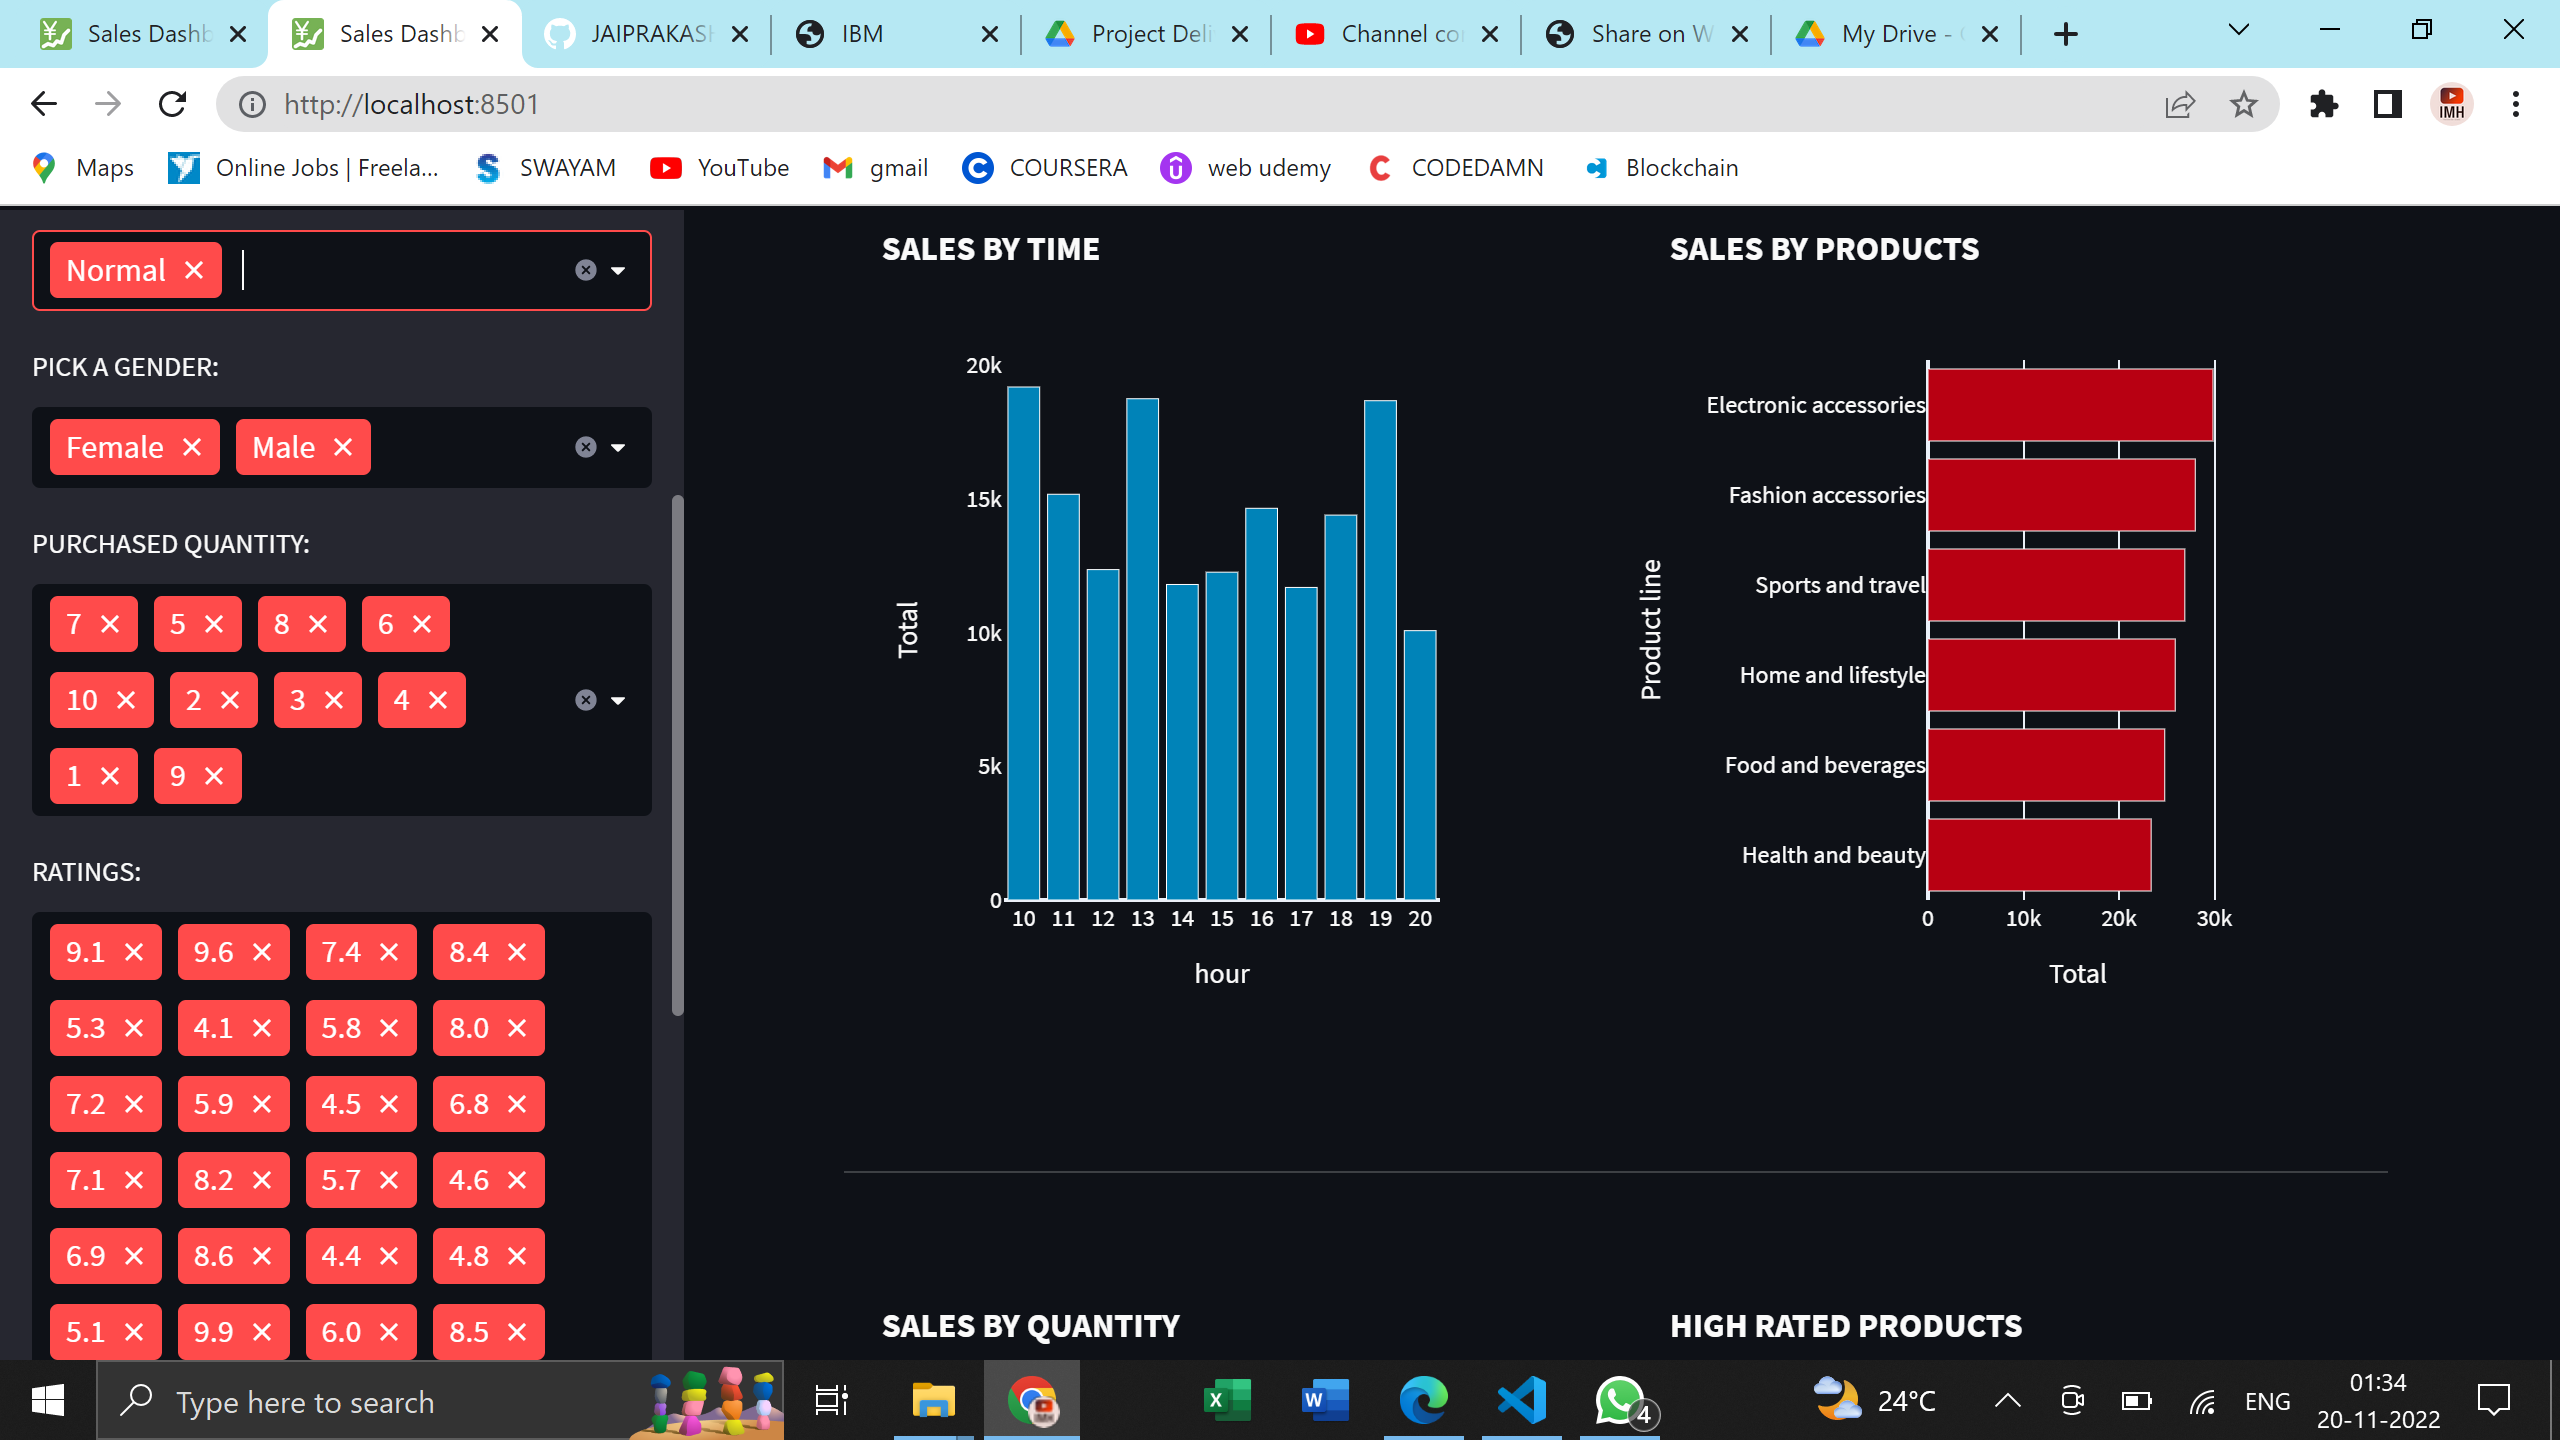 Sales Dashb
Sales Dashb
JAIPRAKASH
IBM
Project Deli
Channel co
Share on W
My Drive -
http://localhost:8501
IMH
Maps
Online Jobs | Freela...
SWAYAM
YouTube
gmail
COURSERA
web udemy
CODEDAMN
Blockchain
Normal
PICK A GENDER:
Female Male
PURCHASED QUANTITY:
7 5 8 6
10 2 3 4
1 9
RATINGS:
9.1 9.6 7.4 8.4
5.3 4.1 5.8 8.0
7.2 5.9 4.5 6.8
7.1 8.2 5.7 4.6
6.9 8.6 4.4 4.8
5.1 9.9 6.0 8.5
SALES BY TIME
20k
15k
10k
5k
0
Total
10 11 12 13 14 15 16 17 18 19 20
hour
SALES BY PRODUCTS
Product line
Electronic accessories
Fashion accessories
Sports and travel
Home and lifestyle
Food and beverages
Health and beauty
0 10k 20k 30k
Total
SALES BY QUANTITY
HIGH RATED PRODUCTS
Type here to search
4
24°C
ENG
01:34
20-11-2022